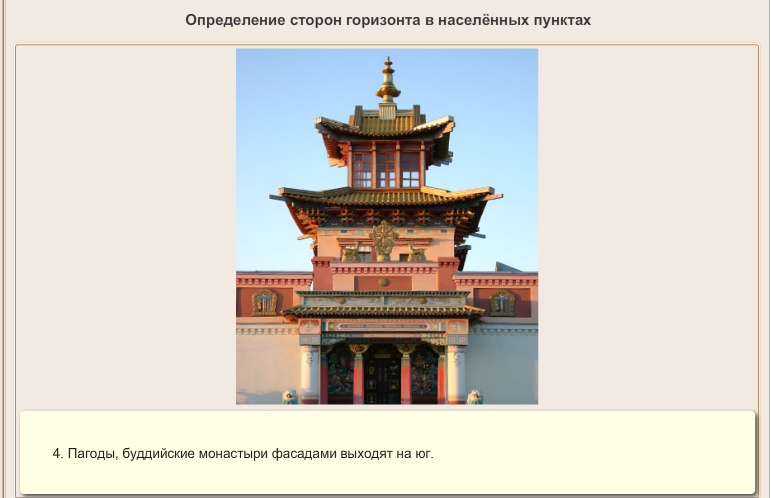 Определение сторон горизонта в населённых пунктах
4. Пагоды, буддийские монастыри фасадами выходят на юг.